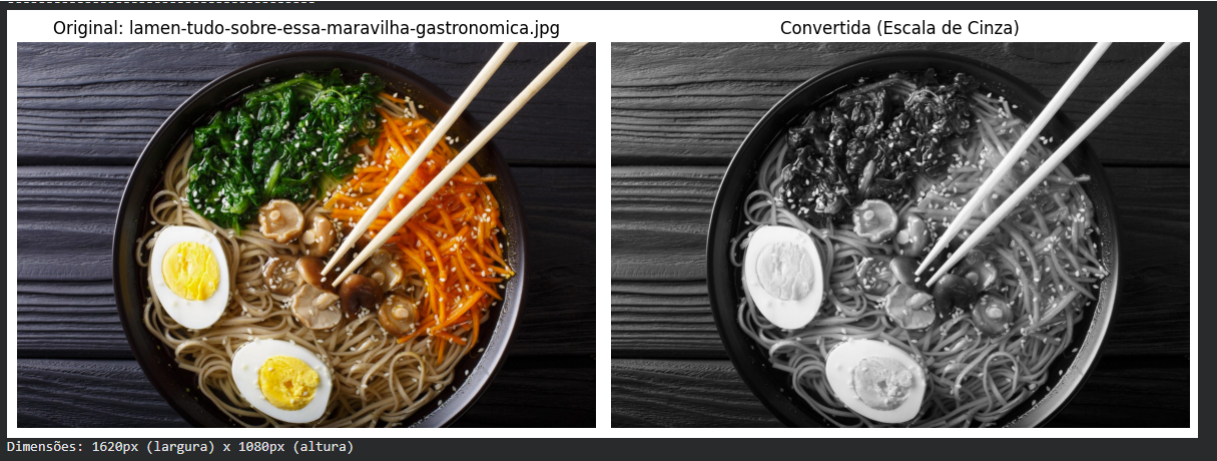 Original: lamen-tudo-sobre-essa-maravilha-gastronomica.jpg
Convertida (Escala de Cinza)
Dimensões: 1620px (largura) x 1080px (altura)